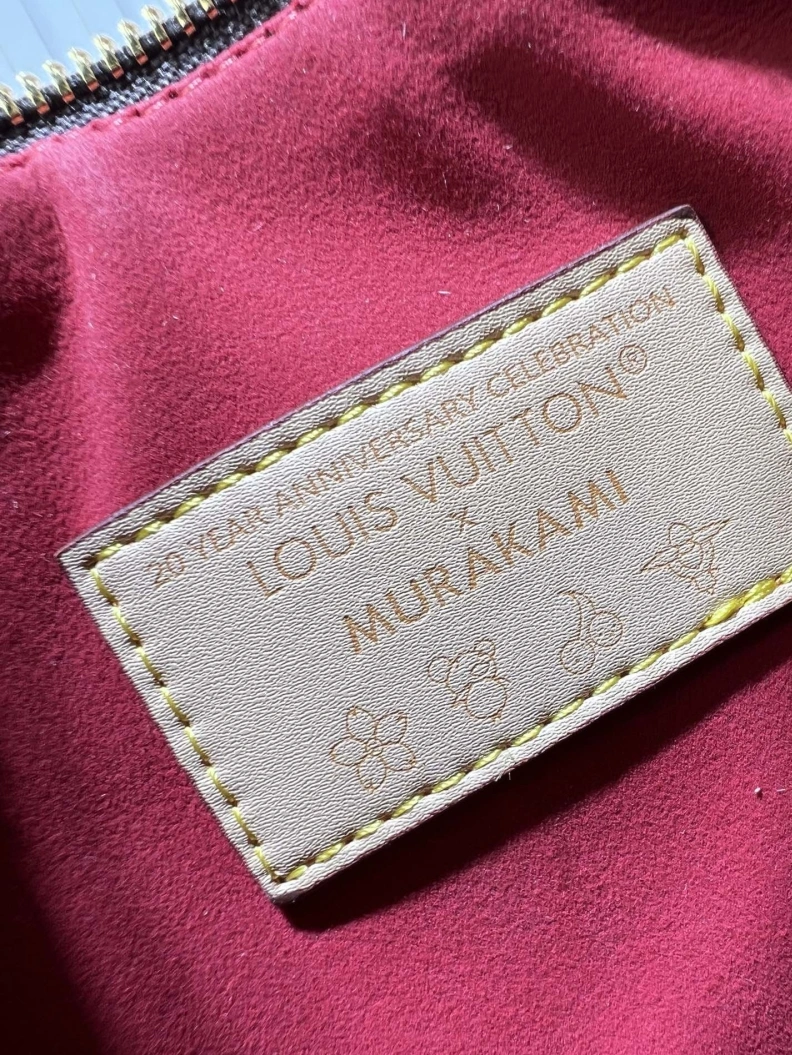 20 YEAR ANNIVERSARY CELEBRATION
LOUIS VUITTON®
×
MURAKAMI